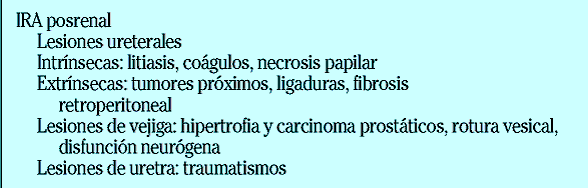 IRA posrenal
Lesiones ureterales
Intrínsecas: litiasis, coágulos, necrosis papilar
Extrínsecas: tumores próximos, ligaduras, fibrosis
retroperitoneal
Lesiones de vejiga: hipertrofia y carcinoma prostáticos, rotura vesical,
disfunción neurógena
Lesiones de uretra: traumatismos